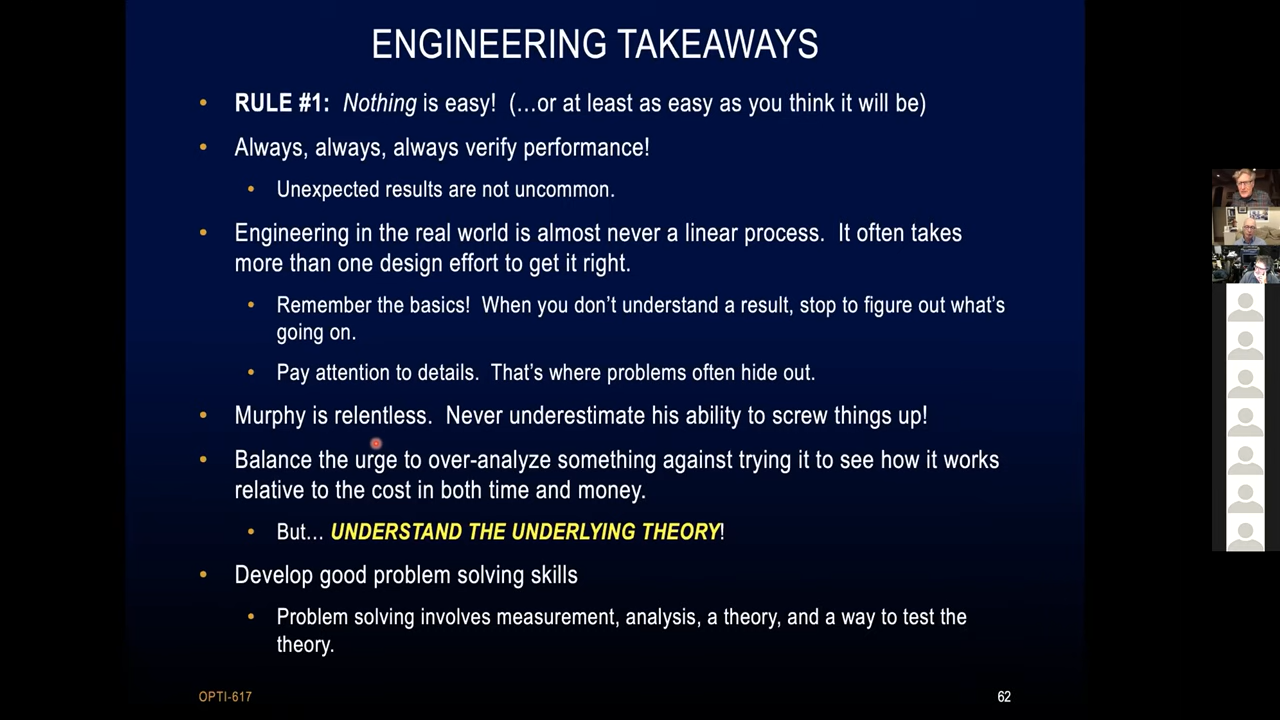 ENGINEERING TAKEAWAYS
• RULE #1: Nothing is easy! (…or at least as easy as you think it will be)
• Always, always, always verify performance!
• Unexpected results are not uncommon.
• Engineering in the real world is almost never a linear process. It often takes
more than one design effort to get it right.
• Remember the basics! When you don’t understand a result, stop to figure out what’s
going on.
• Pay attention to details. That’s where problems often hide out.
• Murphy is relentless. Never underestimate his ability to screw things up!
• Balance the urge to over-analyze something against trying it to see how it works
relative to the cost in both time and money.
• But… UNDERSTAND THE UNDERLYING THEORY!
• Develop good problem solving skills
• Problem solving involves measurement, analysis, a theory, and a way to test the
theory.
OPTI-617
62